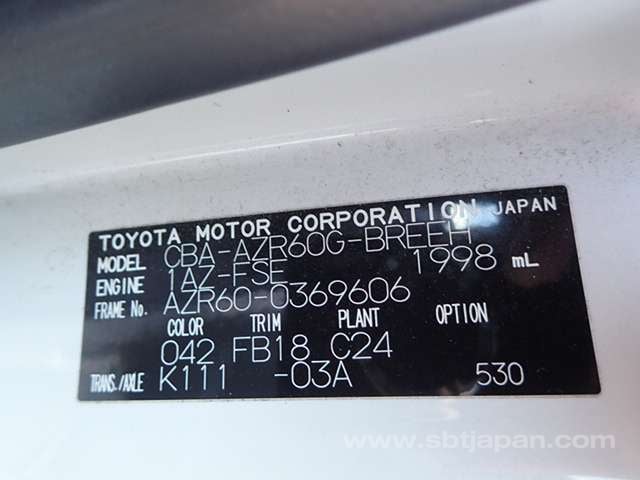 TOYOTA MOTOR CORPORATION JAPAN
MODEL CBA-AZR60G-BREEH
ENGINE 1AZ-FSE 1998 mL
FRAME No. AZR60-0369606
COLOR TRIM PLANT OPTION
042 FB18 C24
TRANS./AXLE K111 -03A 530
www.sbtjapan.com